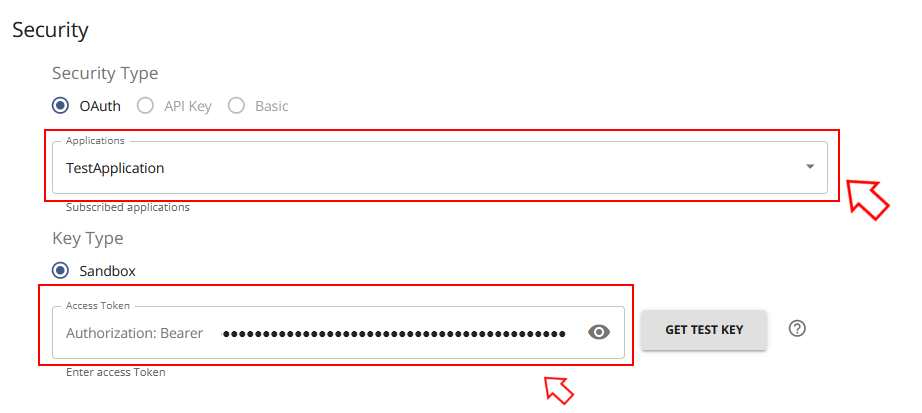 Security
Security Type
OAuth API Key Basic
Applications
TestApplication
Subscribed applications
Key Type
Sandbox
Access Token
Authorization: Bearer •••••••••••••••••••••••••••••••••••••••••••
GET TEST KEY
Enter access Token